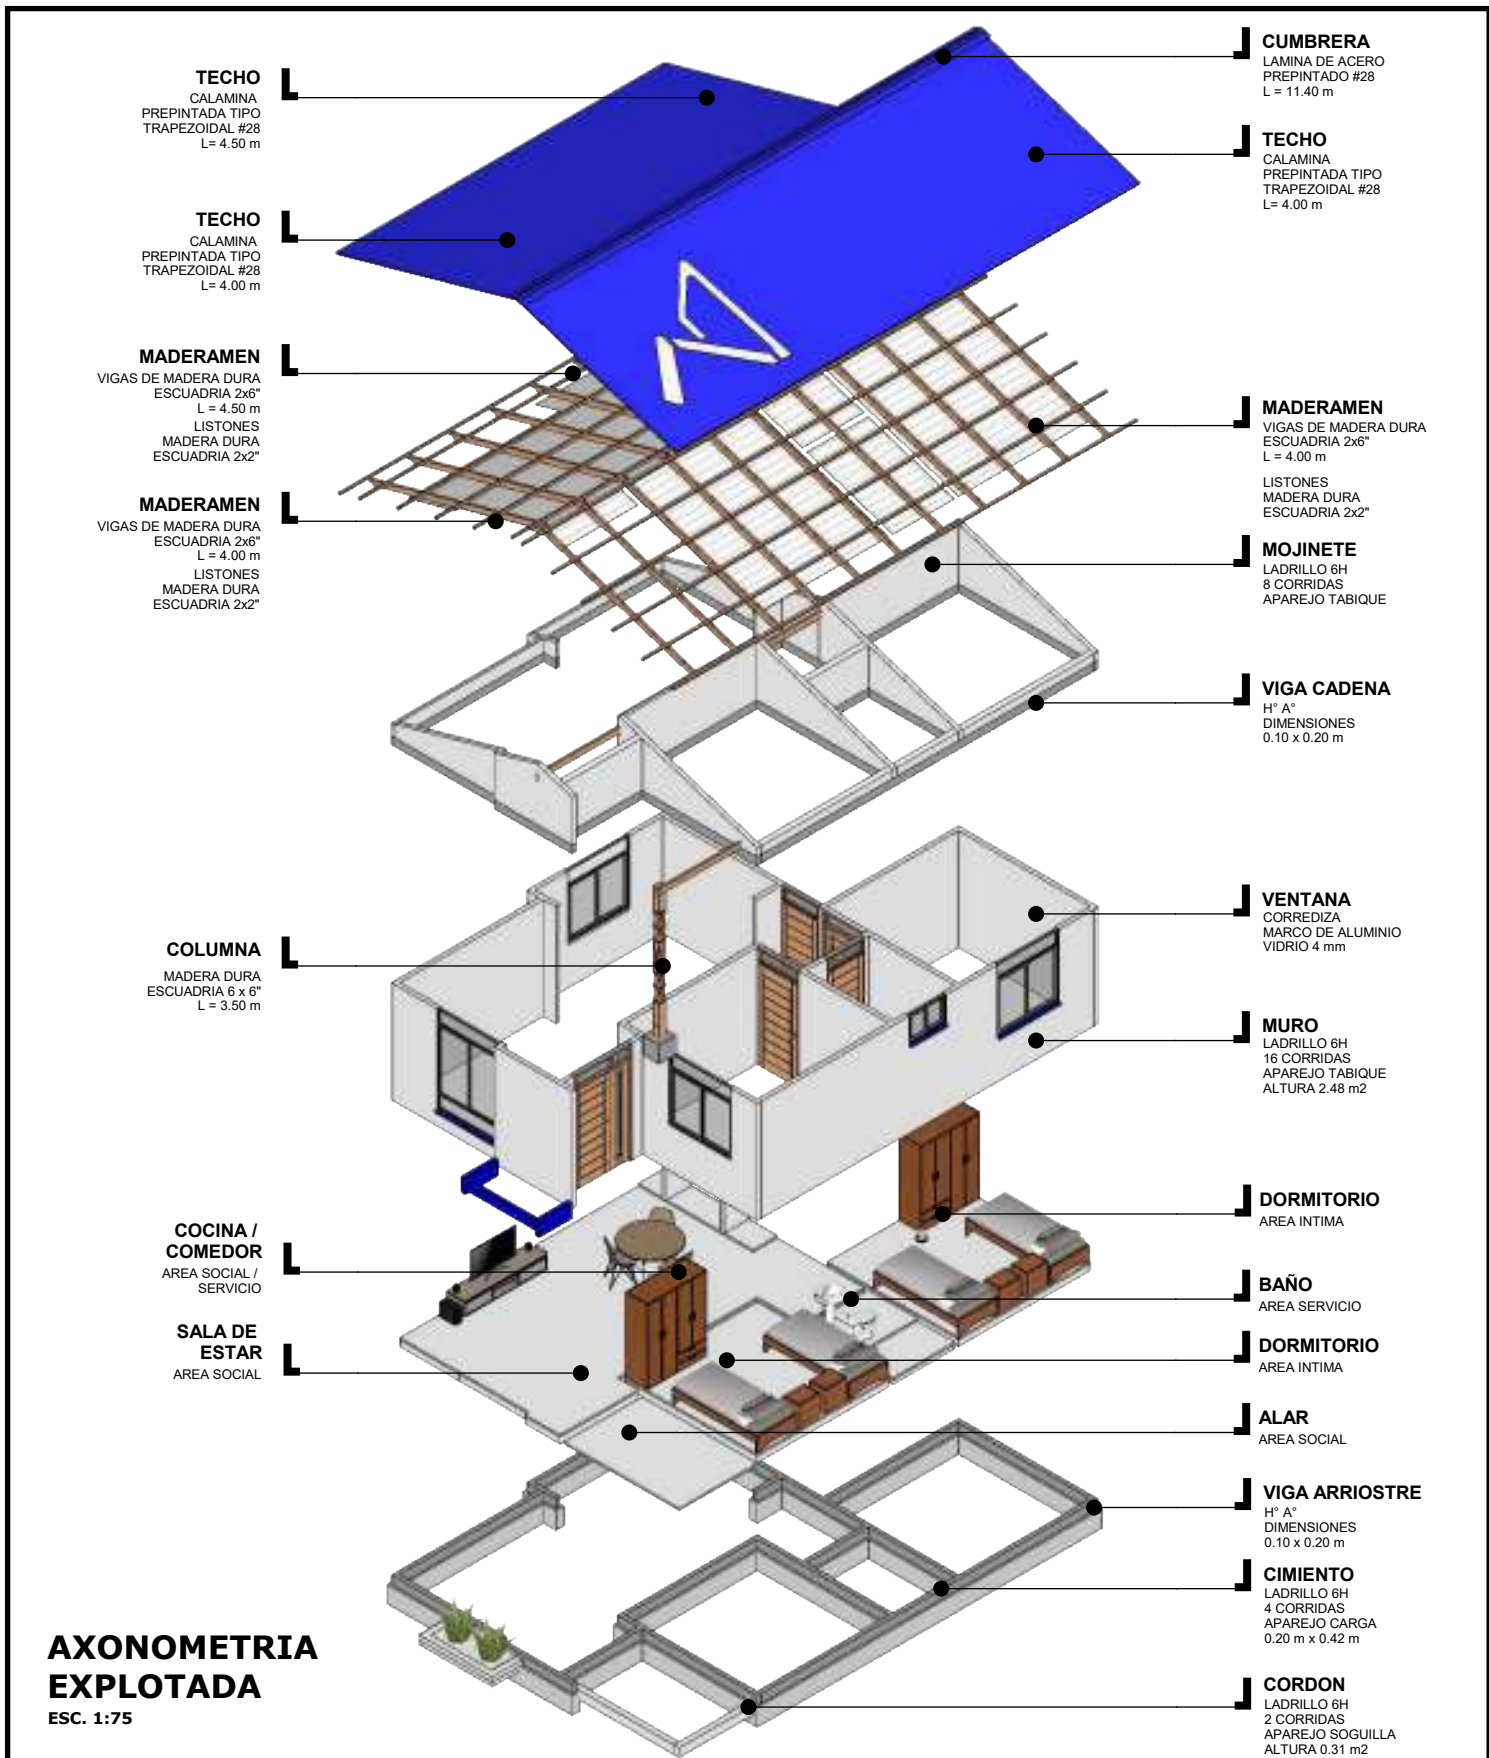 TECHO
CALAMINA
PREPINTADA TIPO
TRAPEZOIDAL #28
L= 4.50 m
TECHO
CALAMINA
PREPINTADA TIPO
TRAPEZOIDAL #28
L= 4.00 m
MADERAMEN
VIGAS DE MADERA DURA
ESCUADRIA 2x6"
L = 4.50 m
LISTONES
MADERA DURA
ESCUADRIA 2x2"
MADERAMEN
VIGAS DE MADERA DURA
ESCUADRIA 2x6"
L = 4.00 m
LISTONES
MADERA DURA
ESCUADRIA 2x2"
COLUMNA
MADERA DURA
ESCUADRIA 6 x 6"
L = 3.50 m
COCINA /
COMEDOR
AREA SOCIAL /
SERVICIO
SALA DE
ESTAR
AREA SOCIAL
CUMBRERA
LAMINA DE ACERO
PREPINTADO #28
L = 11.40 m
TECHO
CALAMINA
PREPINTADA TIPO
TRAPEZOIDAL #28
L= 4.00 m
MADERAMEN
VIGAS DE MADERA DURA
ESCUADRIA 2x6"
L = 4.00 m
LISTONES
MADERA DURA
ESCUADRIA 2x2"
MOJINETE
LADRILLO 6H
8 CORRIDAS
APAREJO TABIQUE
VIGA CADENA
H° A°
DIMENSIONES
0.10 x 0.20 m
VENTANA
CORREDIZA
MARCO DE ALUMINIO
VIDRIO 4 mm
MURO
LADRILLO 6H
16 CORRIDAS
APAREJO TABIQUE
ALTURA 2.48 m2
DORMITORIO
AREA INTIMA
BAÑO
AREA SERVICIO
DORMITORIO
AREA INTIMA
ALAR
AREA SOCIAL
VIGA ARRIOSTRE
H° A°
DIMENSIONES
0.10 x 0.20 m
CIMIENTO
LADRILLO 6H
4 CORRIDAS
APAREJO CARGA
0.20 m x 0.42 m
CORDON
LADRILLO 6H
2 CORRIDAS
APAREJO SOGUILLA
ALTURA 0.31 m2
AXONOMETRIA
EXPLOTADA
ESC. 1:75